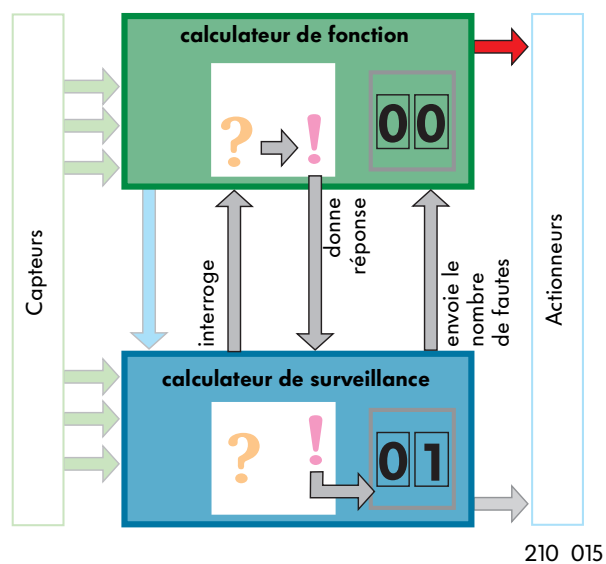 calculateur de fonction
? !
00
Capteurs
interroge
donne
réponse
envoie le
nombre
de fautes
Actionneurs
calculateur de surveillance
? !
01
210 015